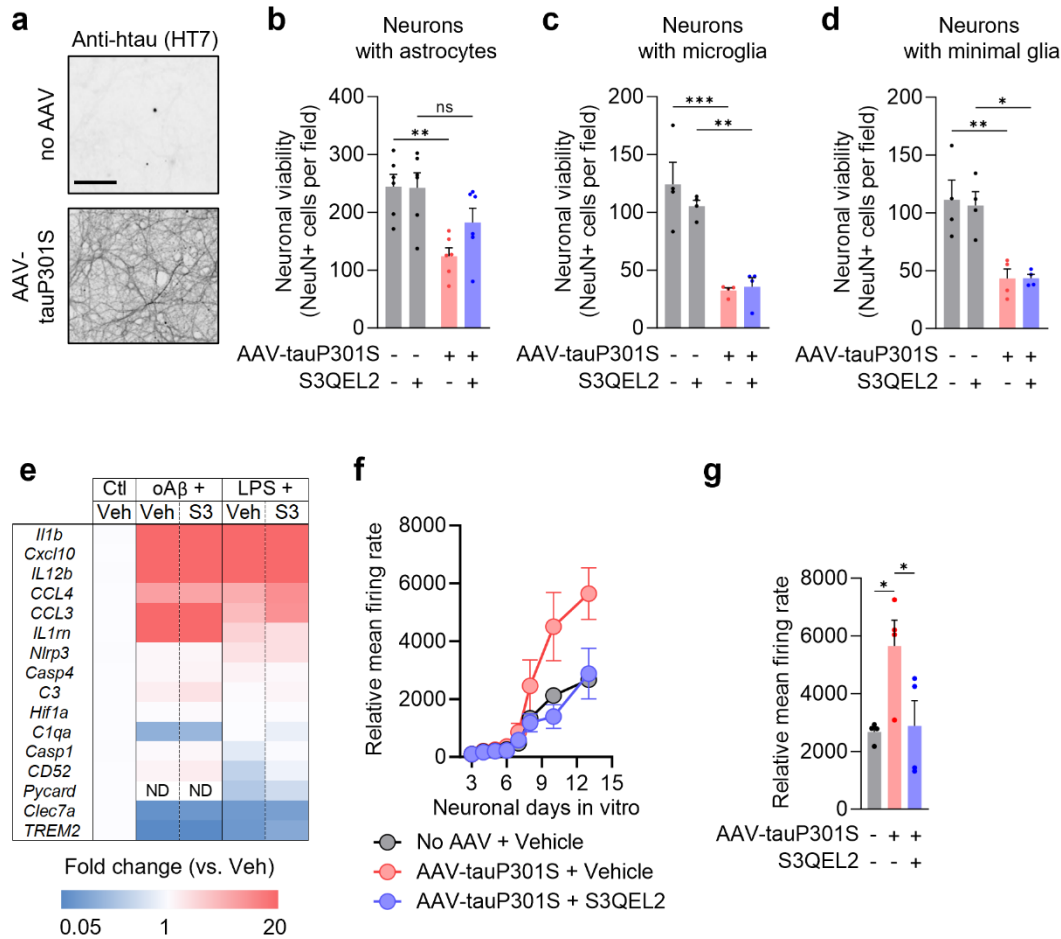 a
Anti-htau (HT7)
no AAV
AAV-
tauP301S
b
Neurons
with astrocytes
Neuronal viability
(NeuN+ cells per field)
400
300
200
100
0
**
ns
AAV-tauP301S - - + +
S3QEL2 - + - +
c
Neurons
with microglia
Neuronal viability
(NeuN+ cells per field)
200
150
100
50
0
***
**
AAV-tauP301S - - + +
S3QEL2 - + - +
d
Neurons
with minimal glia
Neuronal viability
(NeuN+ cells per field)
200
150
100
50
0
*
**
AAV-tauP301S - - + +
S3QEL2 - + - +
e
Ctl oAβ + LPS +
Veh Veh S3 Veh S3
Il1b
Cxcl10
IL12b
CCL4
CCL3
IL1rn
Nlrp3
Casp4
C3
Hif1a
C1qa
Casp1
CD52
Pycard ND ND
Clec7a
TREM2
Fold change (vs. Veh)
0.05 1 20
f
Relative mean firing rate
8000
6000
4000
2000
0
3 6 9 12 15
Neuronal days in vitro
No AAV + Vehicle
AAV-tauP301S + Vehicle
AAV-tauP301S + S3QEL2
g
Relative mean firing rate
8000
6000
4000
2000
0
* *
AAV-tauP301S - + +
S3QEL2 - - +